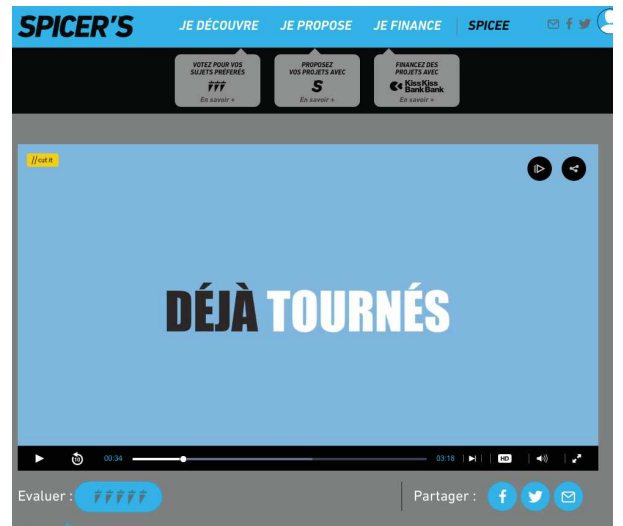 SPICER'S
JE DÉCOUVRE JE PROPOSE JE FINANCE SPICEE
VOTEZ POUR VOS
SUJETS PRÉFERÉS
En savoir +
PROPOSEZ
VOS PROJETS AVEC
S
En savoir +
FINANCEZ DES
PROJETS AVEC
KissKiss
BankBank
En savoir +
//cut it
DÉJÀ TOURNÉS
10 00:34 03:18 HD
Evaluer : Partager :